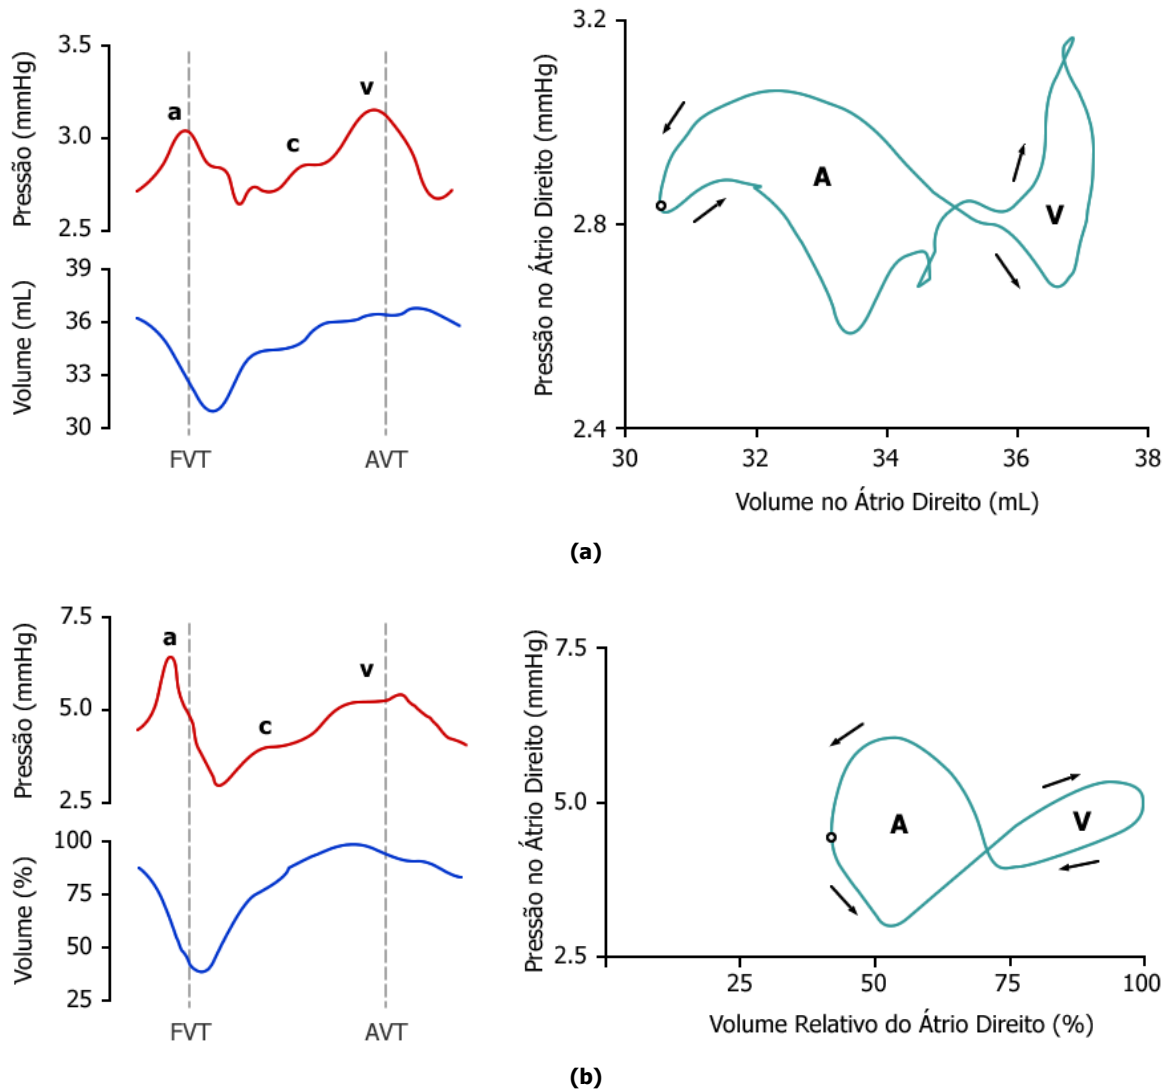 3.5
3.0
2.5
Pressão (mmHg)
a
c
v
39
36
33
30
Volume (mL)
FVT
AVT
3.2
2.8
2.4
Pressão no Átrio Direito (mmHg)
A
V
30
32
34
36
38
Volume no Átrio Direito (mL)
(a)
7.5
5.0
2.5
Pressão (mmHg)
a
c
v
100
75
50
25
Volume (%)
FVT
AVT
7.5
5.0
2.5
Pressão no Átrio Direito (mmHg)
A
V
25
50
75
100
Volume Relativo do Átrio Direito (%)
(b)